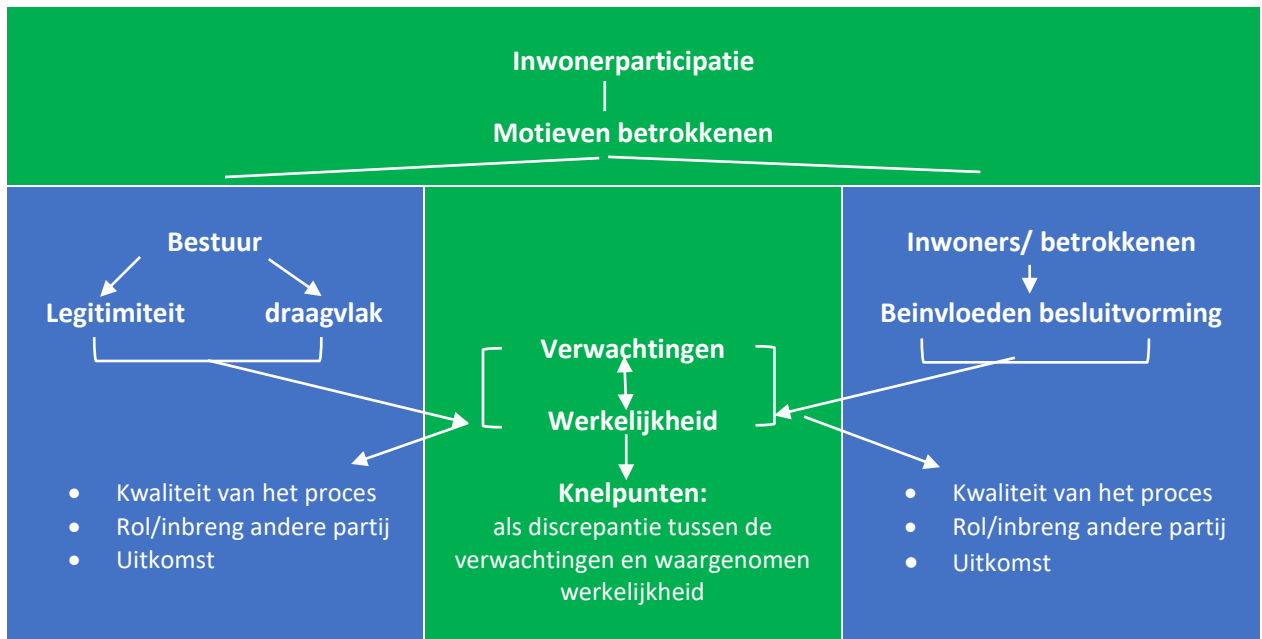 Inwonerparticipatie
Motieven betrokkenen
Bestuur
Legitimiteit
draagvlak
• Kwaliteit van het proces
• Rol/inbreng andere partij
• Uitkomst
Verwachtingen
Werkelijkheid
Knelpunten:
als discrepantie tussen de
verwachtingen en waargenomen
werkelijkheid
Inwoners/ betrokkenen
Beinvloeden besluitvorming
• Kwaliteit van het proces
• Rol/inbreng andere partij
• Uitkomst